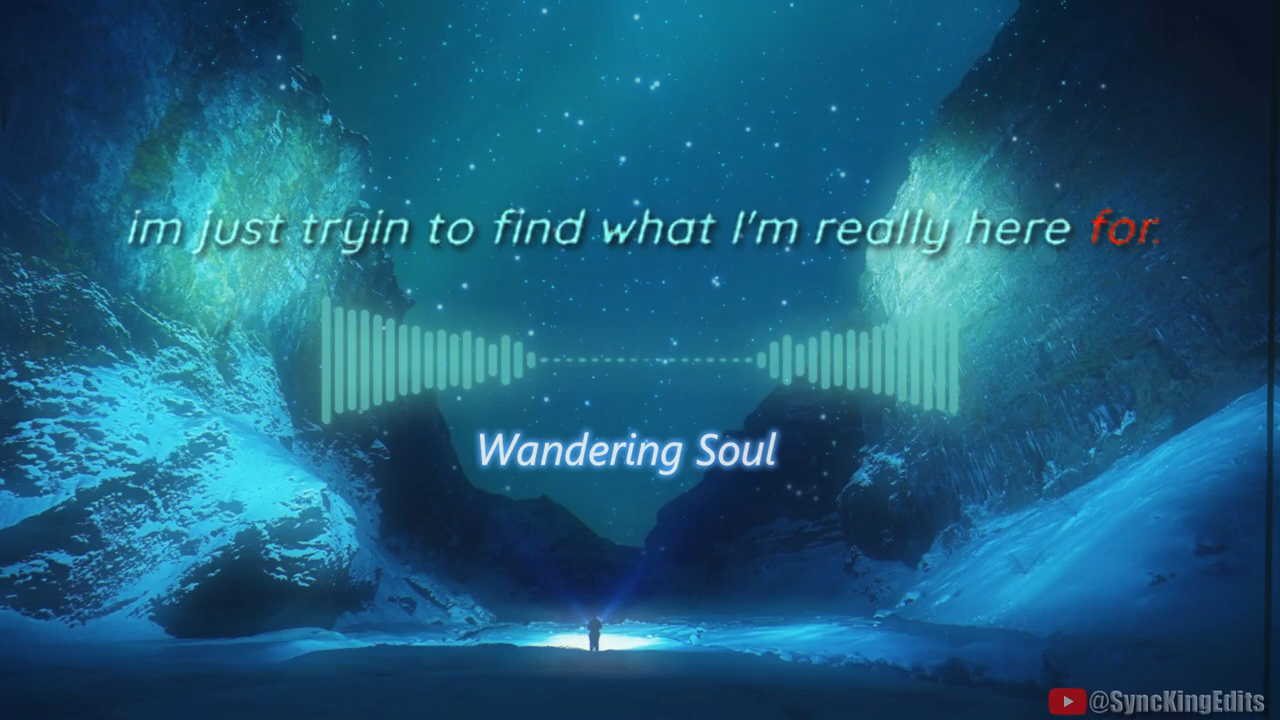 im just tryin to find what I'm really here for.
Wandering Soul
@SyncKingEdits